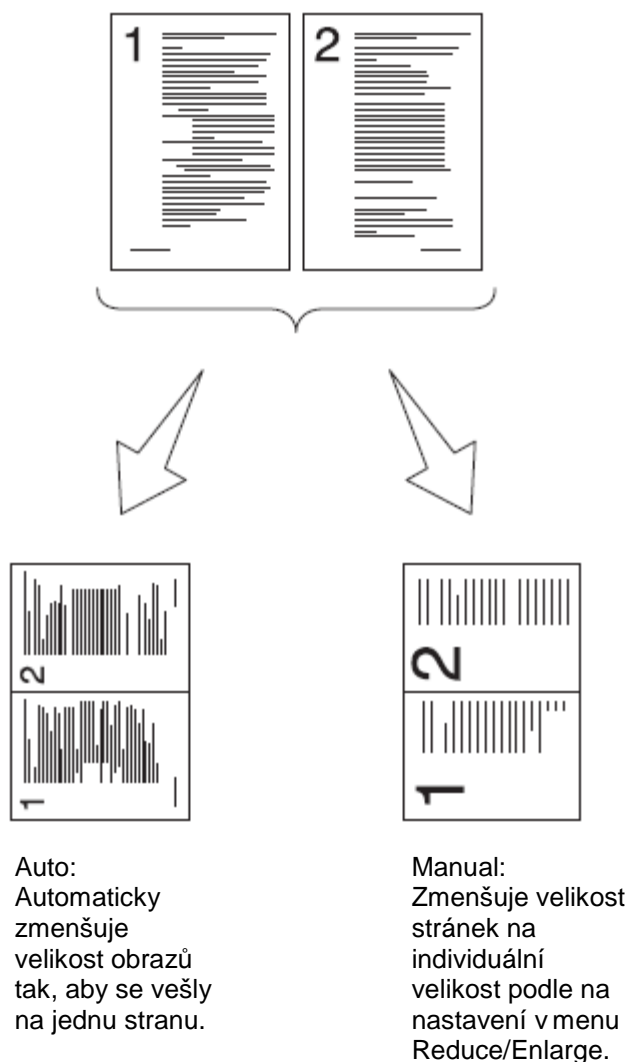 1
2
2
1
2
1
Auto:
Automaticky
zmenšuje
velikost obrazů
tak, aby se vešly
na jednu stranu.
Manual:
Zmenšuje velikost
stránek na
individuální
velikost podle na
nastavení v menu
Reduce/Enlarge.